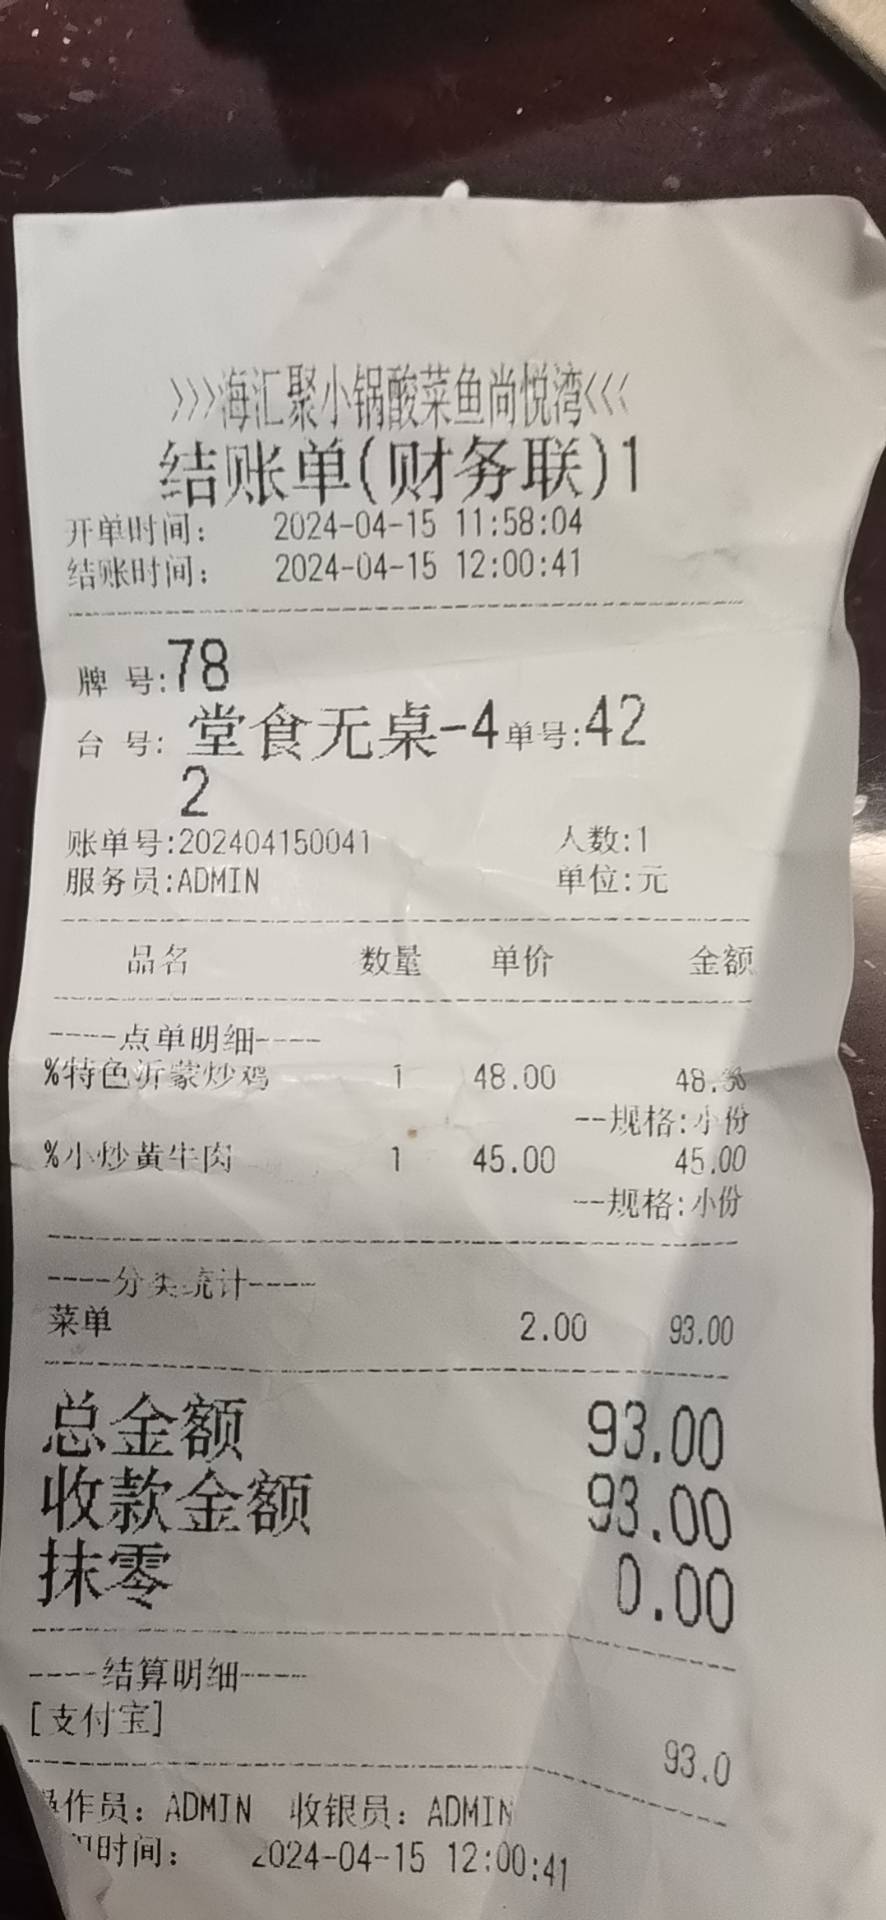 >>>海汇聚小锅酸菜鱼尚悦湾<<<
结账单(财务联)1
开单时间: 2024-04-15 11:58:04
结账时间: 2024-04-15 12:00:41
牌 号:78
台 号: 堂食无桌-4 单号:42
2
账单号:202404150041 人数:1
服务员:ADMIN 单位:元
品名 数量 单价 金额
----点单明细----
%特色沂蒙炒鸡 1 48.00 48.
--规格:小份
%小炒黄牛肉 1 45.00 45.00
--规格:小份
----分类统计----
菜单 2.00 93.00
总金额 93.00
收款金额 93.00
抹零 0.00
----结算明细----
[支付宝]
93.0
作员: ADMIN 收银员: ADMIN
时间: 2024-04-15 12:00:41